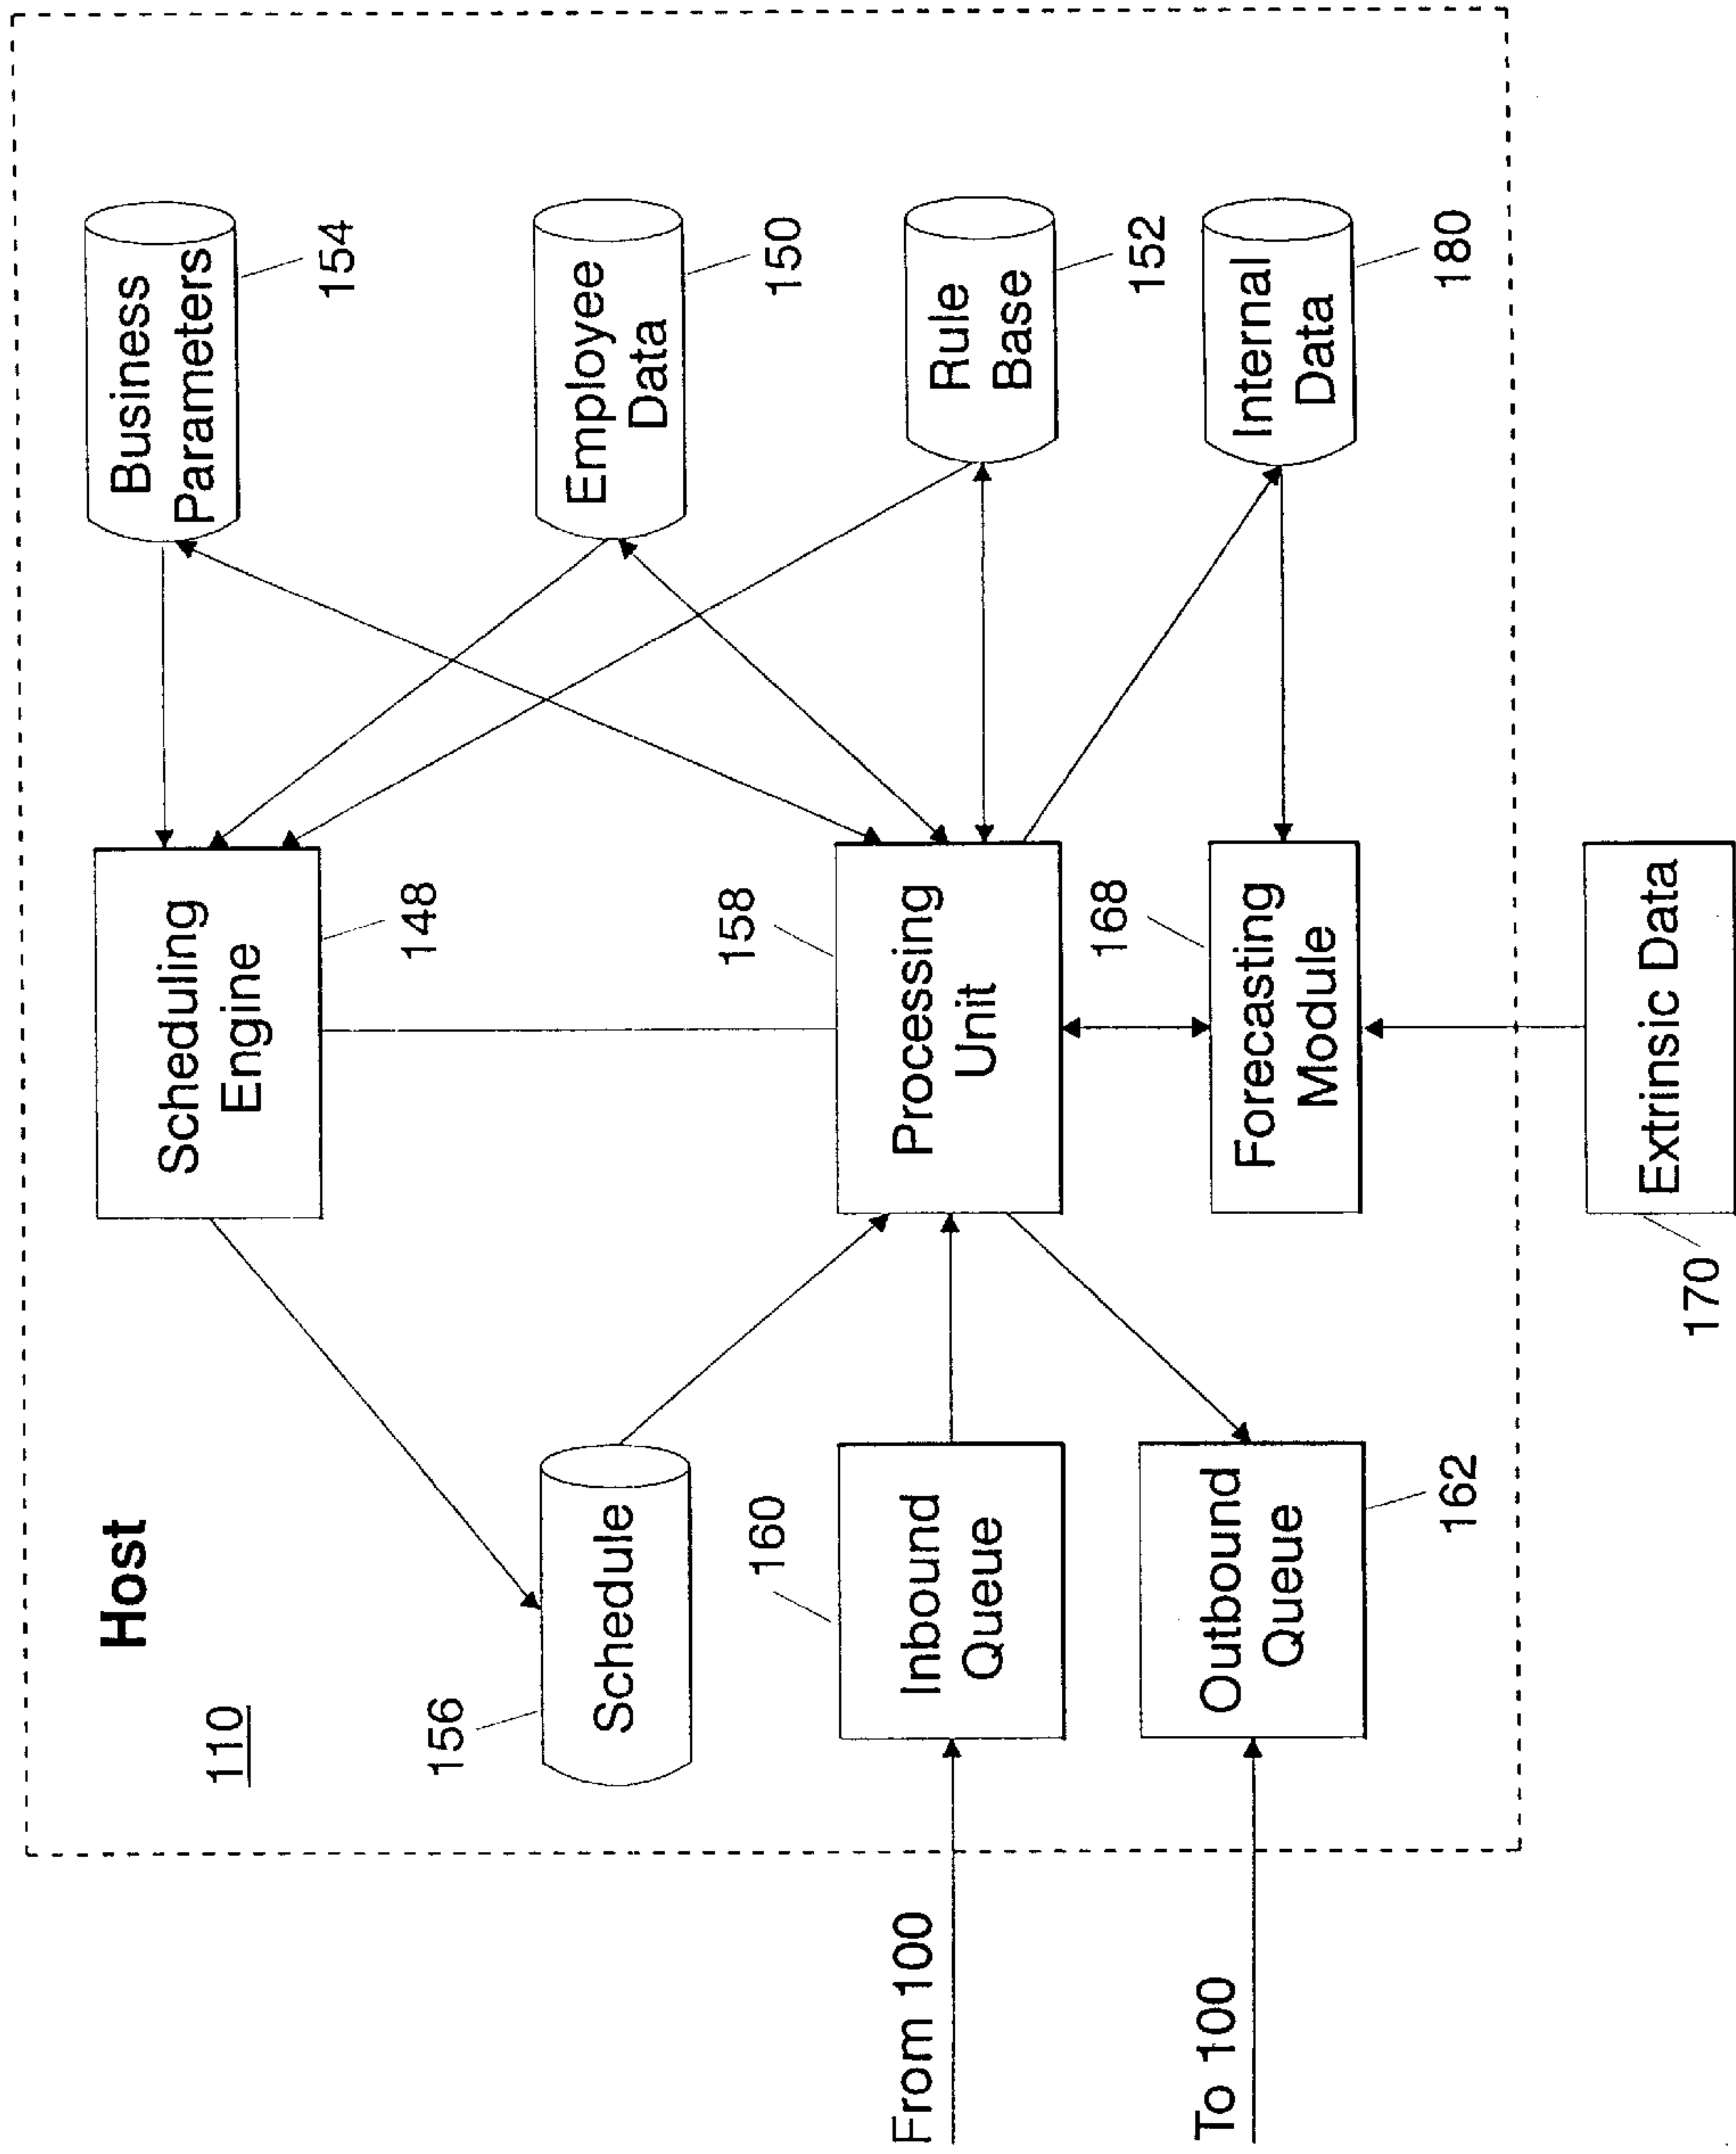 Host
110
Scheduling
Engine
148
Business
Parameters
154
156
Schedule
Employee
Data
150
160
Inbound
Queue
From 100
158
Processing
Unit
Rule
Base
152
Outbound
Queue
162
To 100
168
Forecasting
Module
Internal
Data
180
170
Extrinsic Data